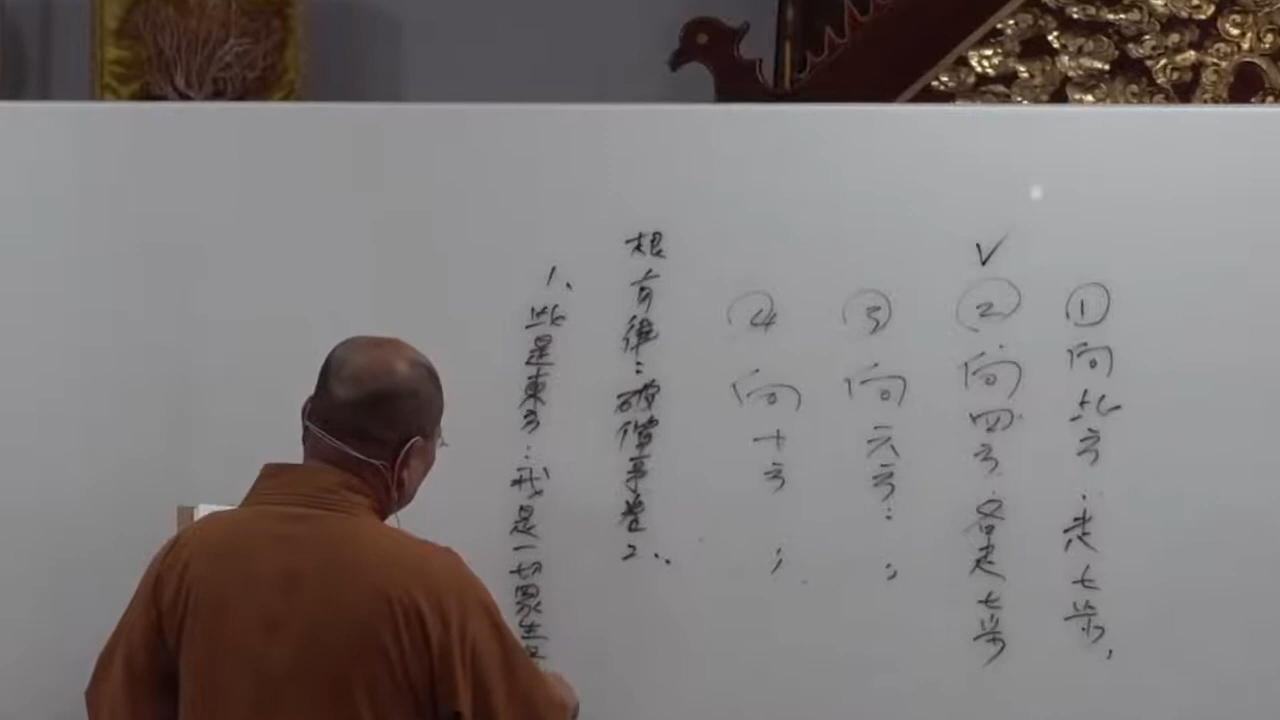 ①向北方：走七步,
✓②向四方：各走七步
③向六方：；
④向十方；
根有律：破僧事卷2：
1、此是東方：我是一切眾生